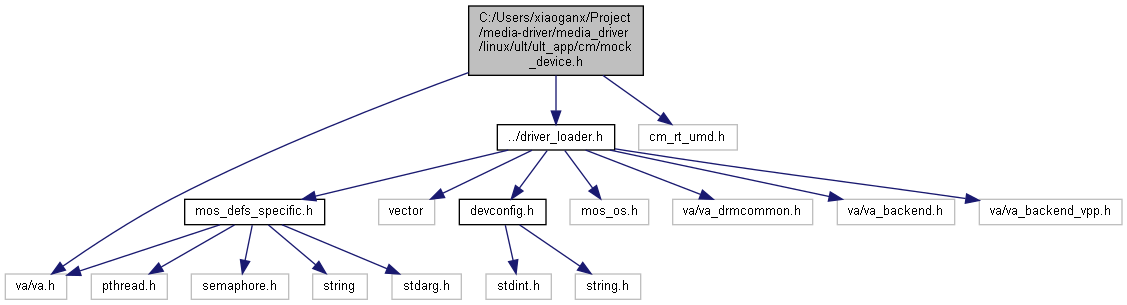 C:/Users/xiaoganx/Project
/media-driver/media_driver
/linux/ult/ult_app/cm/mock
_device.h
../driver_loader.h
cm_rt_umd.h
mos_defs_specific.h
vector
devconfig.h
mos_os.h
va/va_drmcommon.h
va/va_backend.h
va/va_backend_vpp.h
va/va.h
pthread.h
semaphore.h
string
stdarg.h
stdint.h
string.h